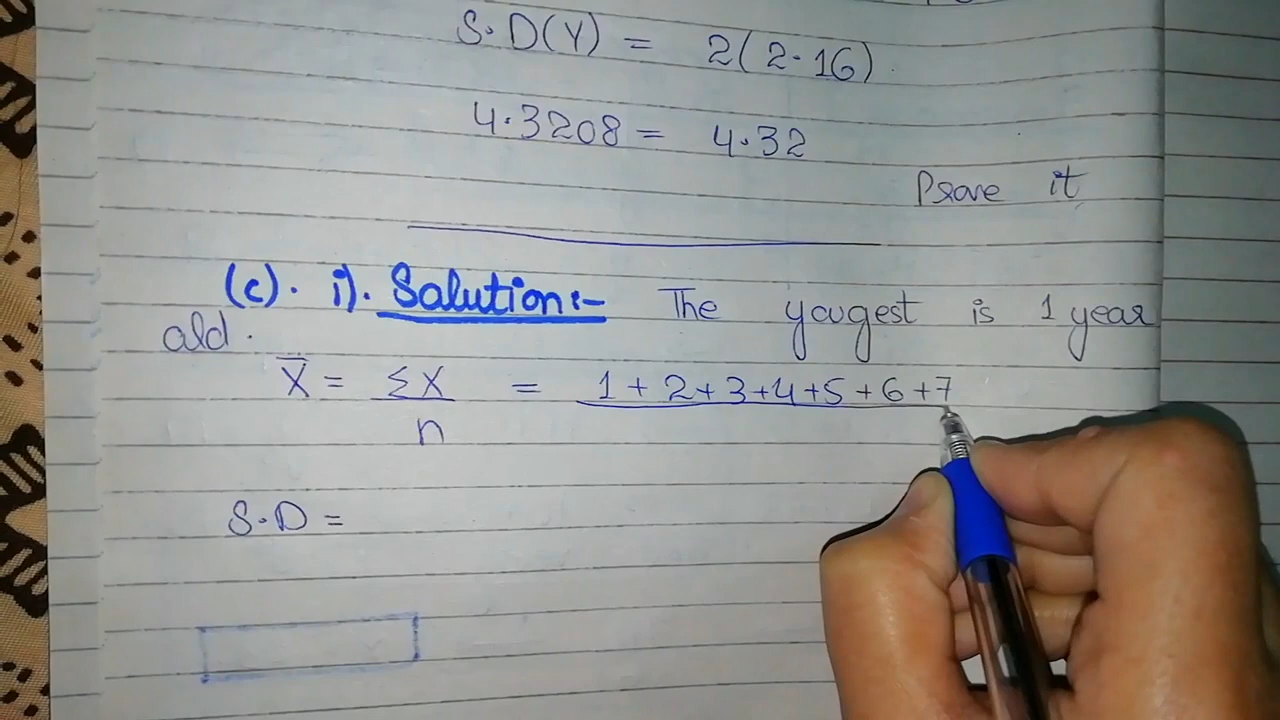 S.D(Y) = 2(2.16)
4.3208 = 4.32
Prove it
(c). i). Solution:- The yougest is 1 year
old.
X̅ = ΣX / n = 1 + 2 + 3 + 4 + 5 + 6 + 7
S.D =